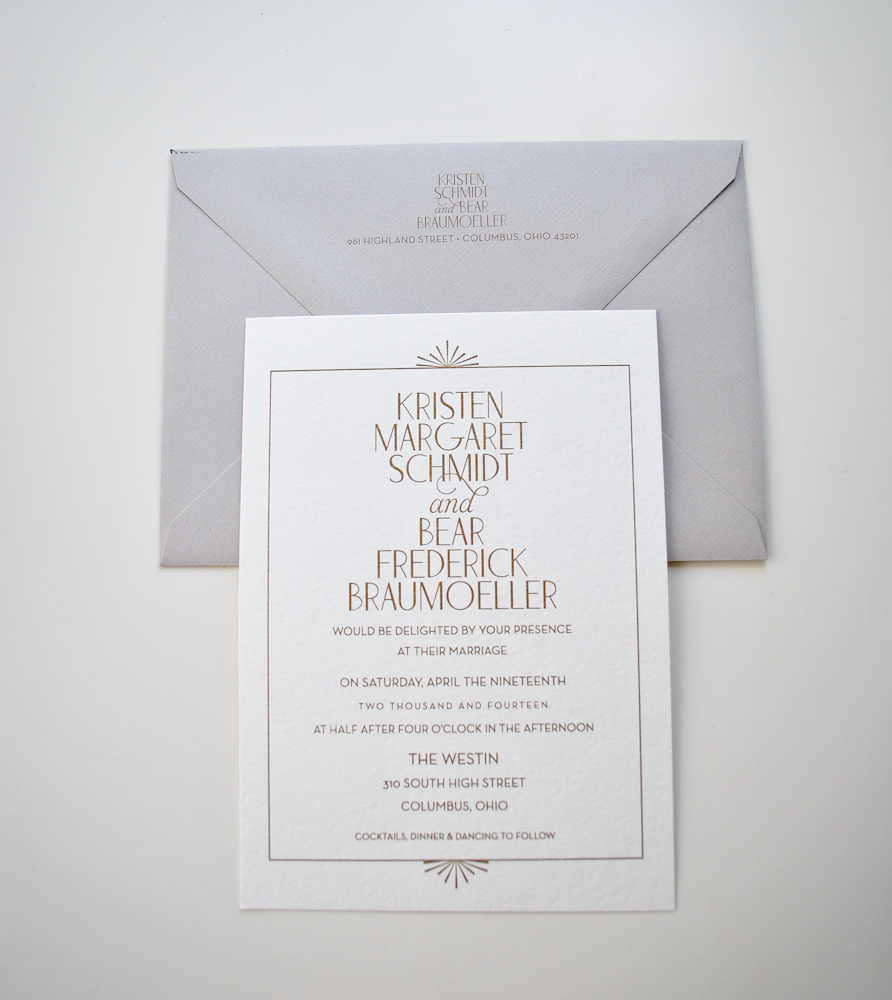 KRISTEN
SCHMIDT
and BEAR
BRAUMOELLER
961 HIGHLAND STREET • COLUMBUS, OHIO 43201
KRISTEN
MARGARET
SCHMIDT
and
BEAR
FREDERICK
BRAUMOELLER
WOULD BE DELIGHTED BY YOUR PRESENCE
AT THEIR MARRIAGE
ON SATURDAY, APRIL THE NINETEENTH
TWO THOUSAND AND FOURTEEN
AT HALF AFTER FOUR O'CLOCK IN THE AFTERNOON
THE WESTIN
310 SOUTH HIGH STREET
COLUMBUS, OHIO
COCKTAILS, DINNER & DANCING TO FOLLOW